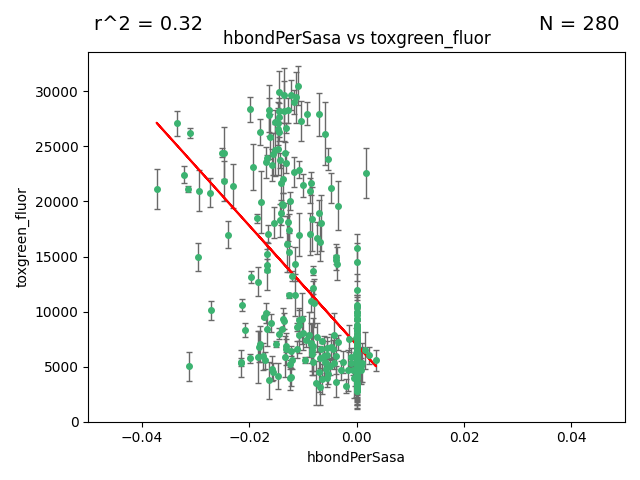 r^2 = 0.32
N = 280
hbondPerSasa vs toxgreen_fluor
30000
25000
20000
15000
10000
5000
0
toxgreen_fluor
−0.04
−0.02
0.00
0.02
0.04
hbondPerSasa